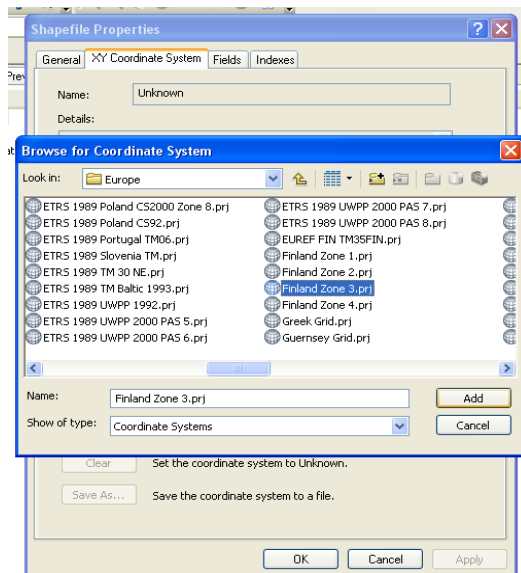 Shapefile Properties
General XY Coordinate System Fields Indexes
Name: Unknown
Details:
Browse for Coordinate System
Look in: Europe
ETRS 1989 Poland CS2000 Zone 8.prj
ETRS 1989 Poland CS92.prj
ETRS 1989 Portugal TM06.prj
ETRS 1989 Slovenia TM.prj
ETRS 1989 TM 30 NE.prj
ETRS 1989 TM Baltic 1993.prj
ETRS 1989 UWPP 1992.prj
ETRS 1989 UWPP 2000 PAS 5.prj
ETRS 1989 UWPP 2000 PAS 6.prj
ETRS 1989 UWPP 2000 PAS 7.prj
ETRS 1989 UWPP 2000 PAS 8.prj
EUREF FIN TM35FIN.prj
Finland Zone 1.prj
Finland Zone 2.prj
Finland Zone 3.prj
Finland Zone 4.prj
Greek Grid.prj
Guernsey Grid.prj
Name: Finland Zone 3.prj Add
Show of type: Coordinate Systems Cancel
Clear Set the coordinate system to Unknown.
Save As... Save the coordinate system to a file.
OK Cancel Apply